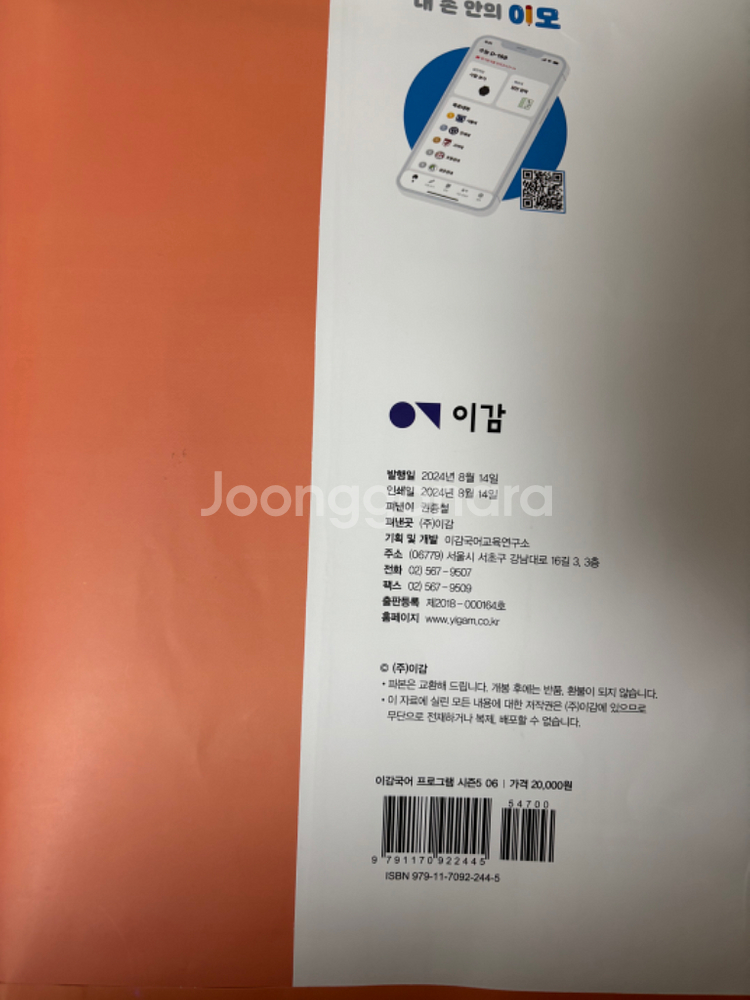 내 손 안의 이모
이감
발행일 2024년 8월 14일
인쇄일 2024년 8월 14일
Joonggonara
펴낸이
펴낸곳 (주)이감
기획 및 개발 이감국어교육연구소
주소 (06779) 서울시 서초구 강남대로 16길 3, 3층
전화 02) 567-9507
팩스 02) 567-9509
출판등록 제2018-000164호
홈페이지 www.yigam.co.kr
© (주)이감
• 파본은 교환해 드립니다. 개봉 후에는 반품, 환불이 되지 않습니다.
• 이 자료에 실린 모든 내용에 대한 저작권은 (주)이감에 있으므로
무단으로 전재하거나 복제, 배포할 수 없습니다.
이감국어 프로그램 시즌5 06 | 가격 20,000원
54700
9 791170 922445
ISBN 979-11-7092-244-5